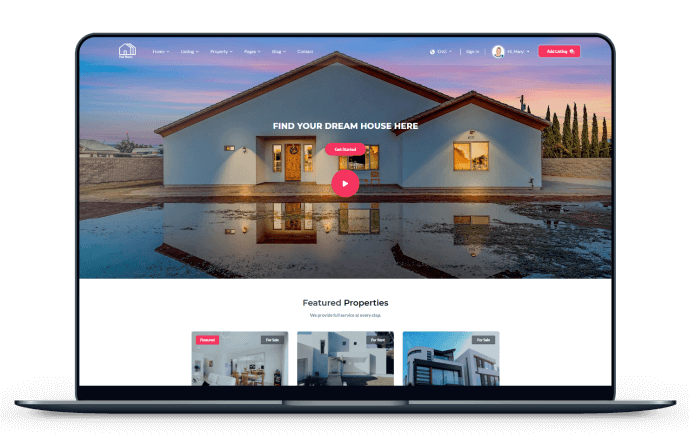 Home Listing Property Pages Blog Contact ENG Sign in Hi, Mary! Add Listing
FIND YOUR DREAM HOUSE HERE
Get Started
Featured Properties
We provide full service at every step.
Featured For Sale For Rent For Sale